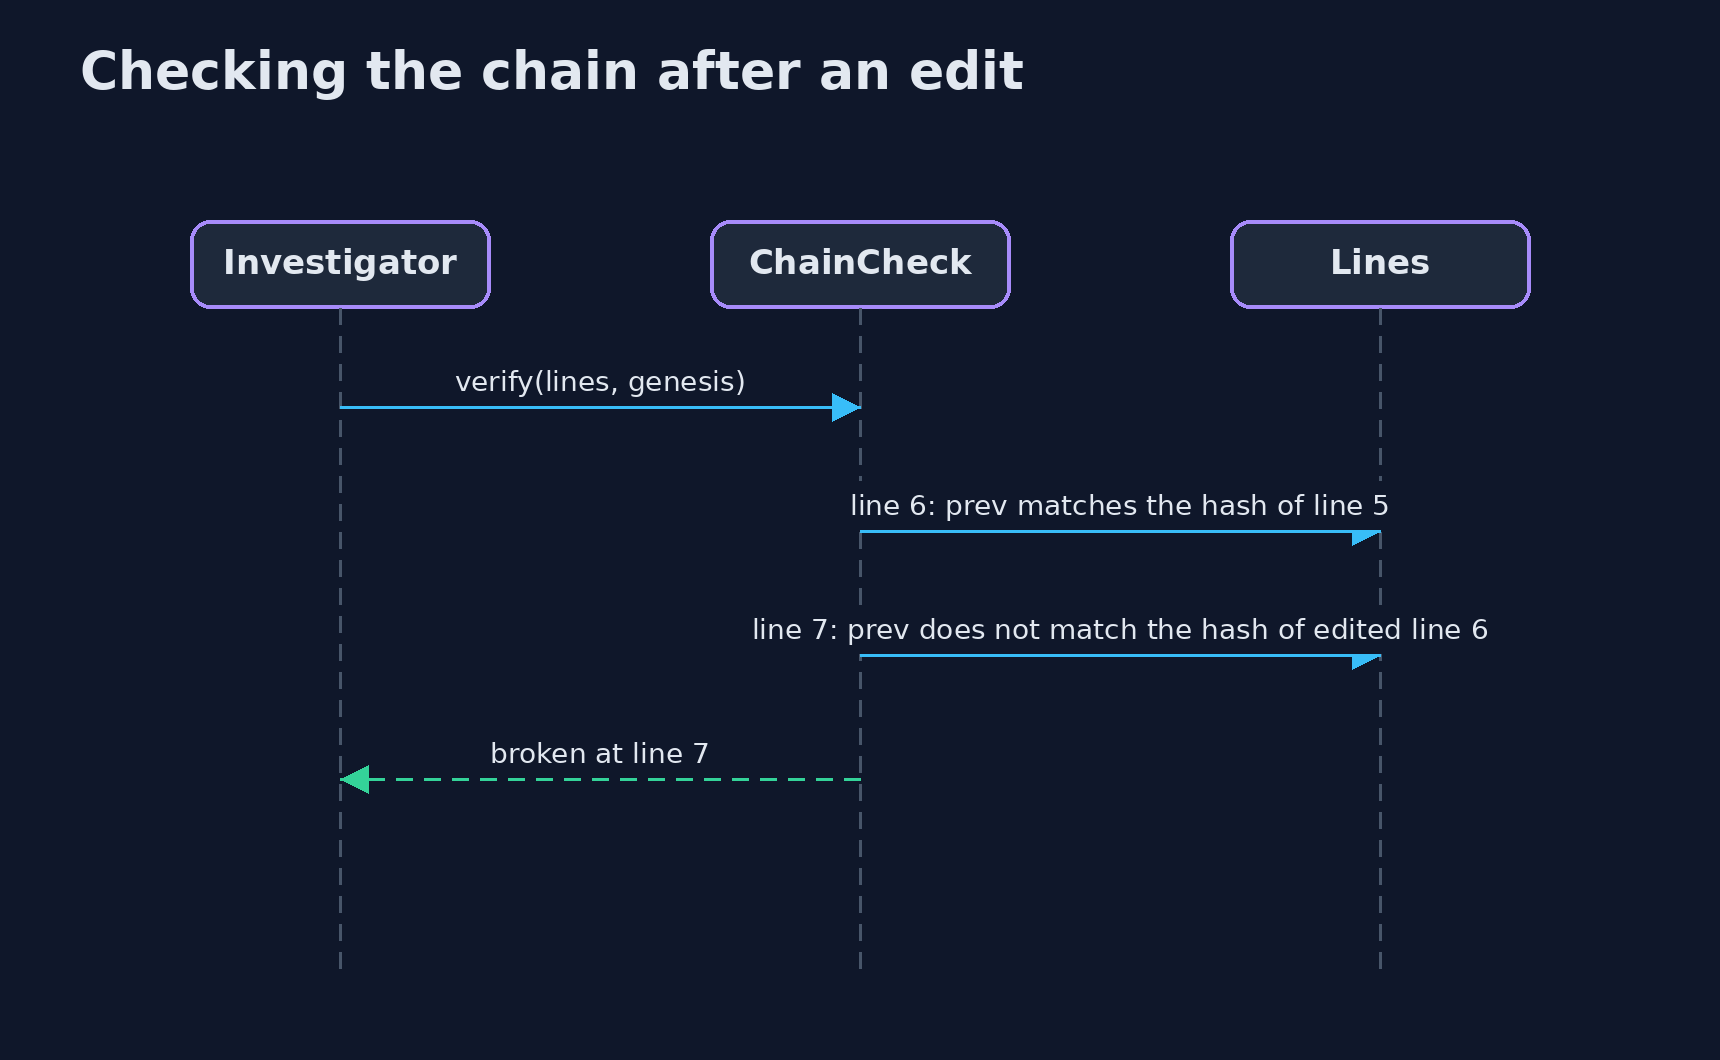 Checking the chain after an edit
Investigator
ChainCheck
Lines
verify(lines, genesis)
line 6: prev matches the hash of line 5
line 7: prev does not match the hash of edited line 6
broken at line 7